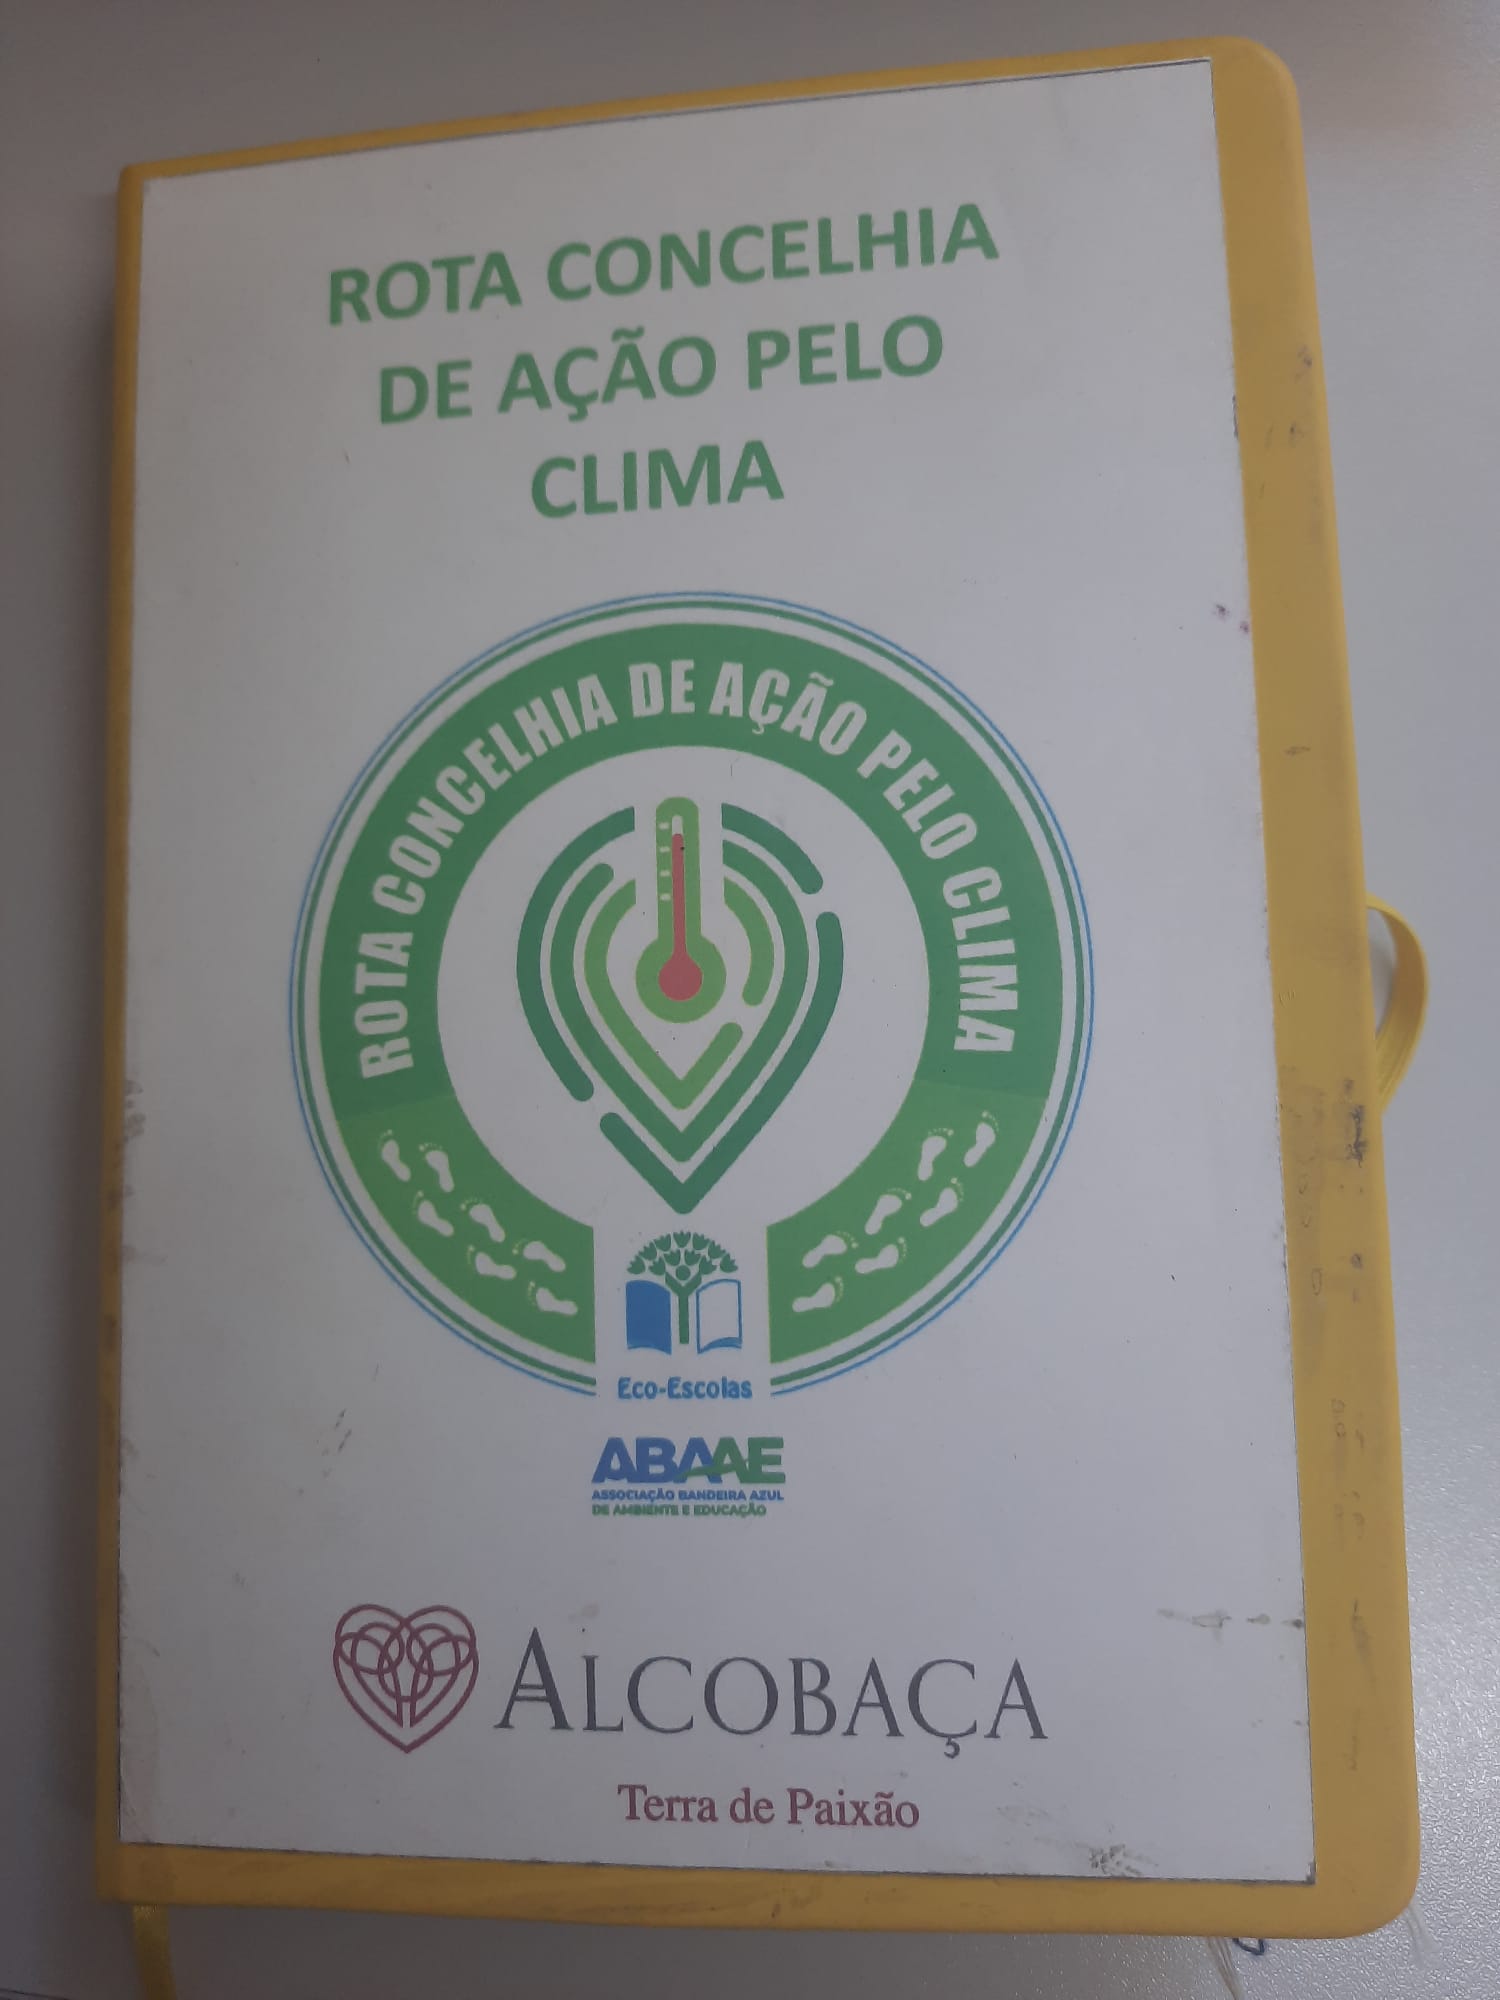 ROTA CONCELHIA
DE AÇÃO PELO
CLIMA
ROTA CONCELHIA DE AÇÃO PELO CLIMA
Eco-Escolas
ABAAE
ASSOCIAÇÃO BANDEIRA AZUL
DE AMBIENTE E EDUCAÇÃO
ALCOBAÇA
Terra de Paixão